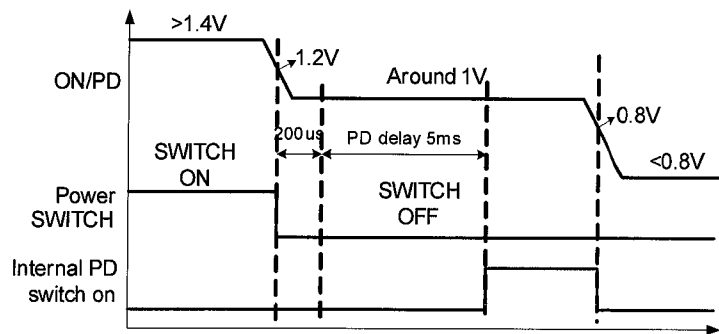 >1.4V
1.2V
ON/PD
Around 1V
0.8V
200us
PD delay 5ms
<0.8V
SWITCH
ON
Power
SWITCH
SWITCH
OFF
Internal PD
switch on